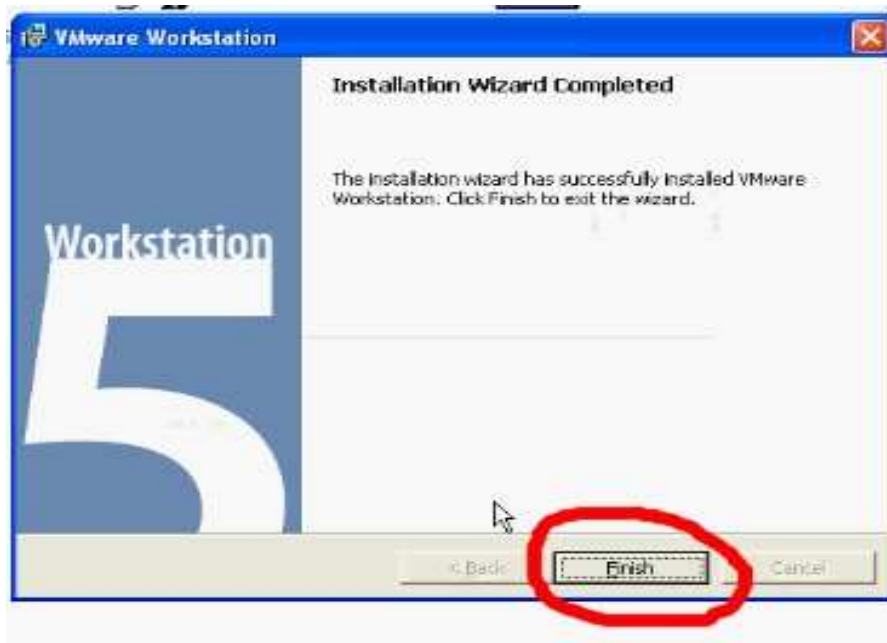 VMware Workstation
Installation Wizard Completed
The installation wizard has successfully installed VMware
Workstation. Click Finish to exit the wizard.
Workstation
5
< Back
Finish
Cancel